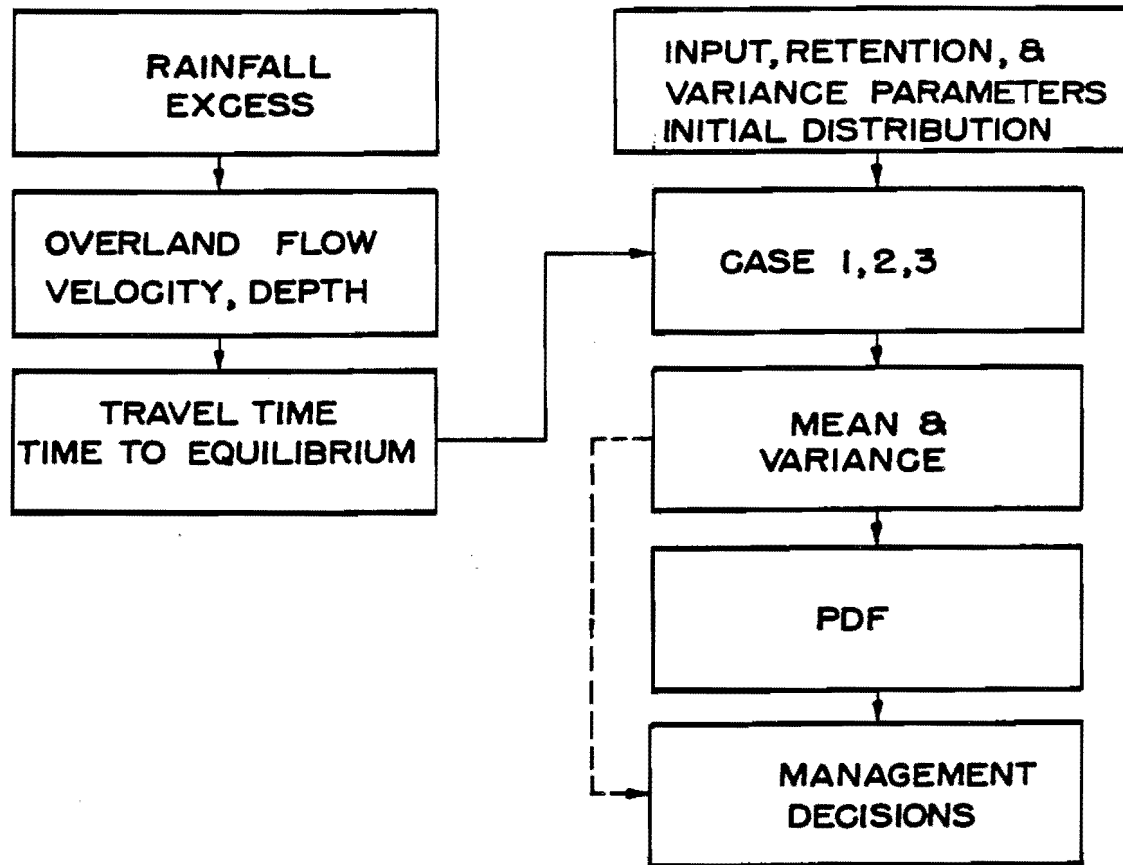 RAINFALL
EXCESS
OVERLAND FLOW
VELOCITY, DEPTH
TRAVEL TIME
TIME TO EQUILIBRIUM
INPUT, RETENTION, &
VARIANCE PARAMETERS
INITIAL DISTRIBUTION
CASE 1,2,3
MEAN &
VARIANCE
PDF
MANAGEMENT
DECISIONS